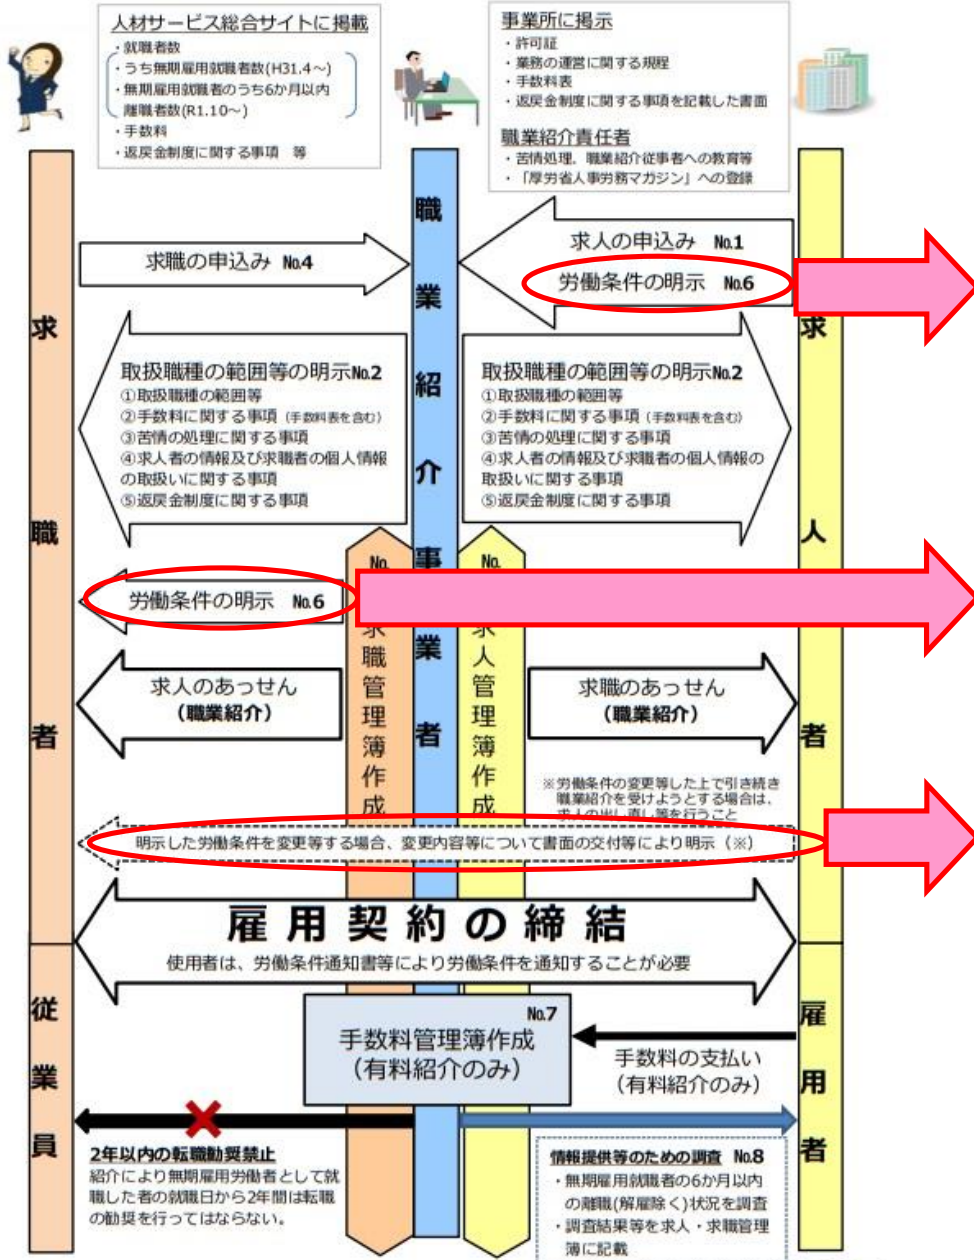 人材サービス総合サイトに掲載
・就職者数
・うち無期雇用就職者数(H31.4～)
・無期雇用就職者のうち6か月以内
離職者数(R1.10～)
・手数料
・返戻金制度に関する事項　等
事業所に掲示
・許可証
・業務の運営に関する規程
・手数料表
・返戻金制度に関する事項を記載した書面
職業紹介責任者
・苦情処理、職業紹介従事者への教育等
・「厚労省人事労務マガジン」への登録
求職者
職業紹介事業者
求人者
求職の申込み No.4
求人の申込み No.1
労働条件の明示 No.6
取扱職種の範囲等の明示No.2
①取扱職種の範囲等
②手数料に関する事項（手数料表を含む）
③苦情の処理に関する事項
④求人者の情報及び求職者の個人情報
の取扱いに関する事項
⑤返戻金制度に関する事項
取扱職種の範囲等の明示No.2
①取扱職種の範囲等
②手数料に関する事項（手数料表を含む）
③苦情の処理に関する事項
④求人者の情報及び求職者の個人情報の
取扱いに関する事項
⑤返戻金制度に関する事項
No.
求職管理簿作成
No.
求人管理簿作成
労働条件の明示 No.6
求人のあっせん
（職業紹介）
求職のあっせん
（職業紹介）
※労働条件の変更等した上で引き続き
職業紹介を受けようとする場合は、
求人の出し直し等を行うこと
明示した労働条件を変更等する場合、変更内容等について書面の交付等により明示（※）
雇用契約の締結
使用者は、労働条件通知書等により労働条件を通知することが必要
従業員
雇用者
No.7
手数料管理簿作成
（有料紹介のみ）
手数料の支払い
（有料紹介のみ）
2年以内の転職勧奨禁止
紹介により無期雇用労働者として就
職した者の就職日から2年間は転職
の勧奨を行ってはならない。
情報提供等のための調査 No.8
・無期雇用就職者の6か月以内
の離職(解雇除く)状況を調査
・調査結果等を求人・求職管理
簿に記載